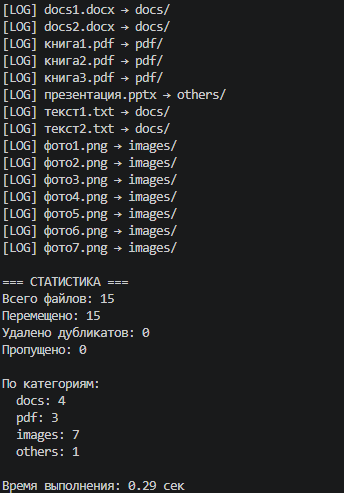 [LOG] docs1.docx → docs/
[LOG] docs2.docx → docs/
[LOG] книга1.pdf → pdf/
[LOG] книга2.pdf → pdf/
[LOG] книга3.pdf → pdf/
[LOG] презентация.pptx → others/
[LOG] текст1.txt → docs/
[LOG] текст2.txt → docs/
[LOG] фото1.png → images/
[LOG] фото2.png → images/
[LOG] фото3.png → images/
[LOG] фото4.png → images/
[LOG] фото5.png → images/
[LOG] фото6.png → images/
[LOG] фото7.png → images/

=== СТАТИСТИКА ===
Всего файлов: 15
Перемещено: 15
Удалено дубликатов: 0
Пропущено: 0

По категориям:
  docs: 4
  pdf: 3
  images: 7
  others: 1

Время выполнения: 0.29 сек